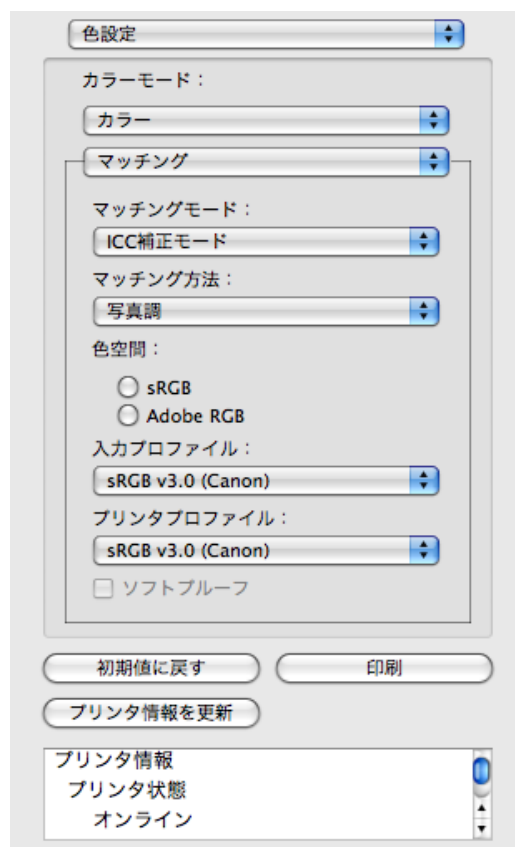 色設定
カラーモード：
カラー
マッチング
マッチングモード：
ICC補正モード
マッチング方法：
写真調
色空間：
sRGB
Adobe RGB
入力プロファイル：
sRGB v3.0 (Canon)
プリンタプロファイル：
sRGB v3.0 (Canon)
ソフトプルーフ
初期値に戻す 印刷
プリンタ情報を更新
プリンタ情報
プリンタ状態
オンライン